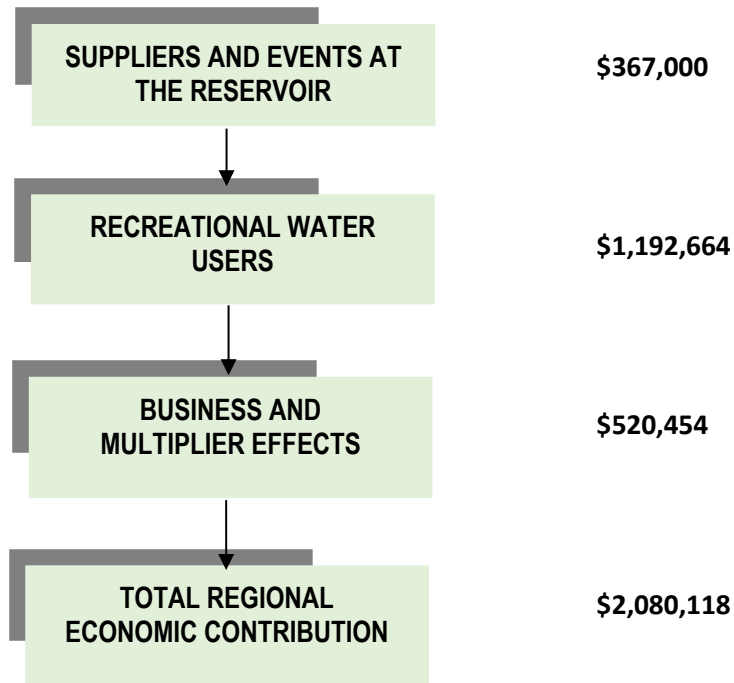 SUPPLIERS AND EVENTS AT
THE RESERVOIR
$367,000
RECREATIONAL WATER
USERS
$1,192,664
BUSINESS AND
MULTIPLIER EFFECTS
$520,454
TOTAL REGIONAL
ECONOMIC CONTRIBUTION
$2,080,118